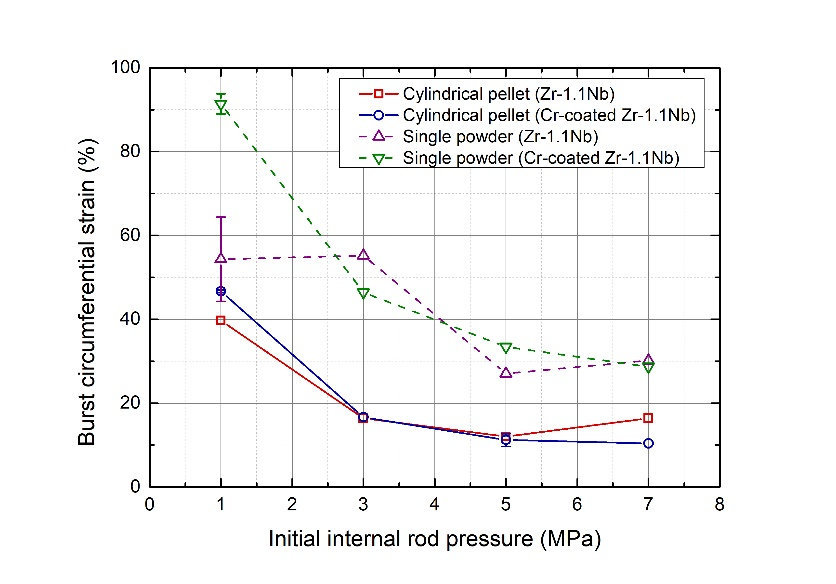 100
80
60
40
20
0
Burst circumferential strain (%)
Cylindrical pellet (Zr-1.1Nb)
Cylindrical pellet (Cr-coated Zr-1.1Nb)
Single powder (Zr-1.1Nb)
Single powder (Cr-coated Zr-1.1Nb)
0 1 2 3 4 5 6 7 8
Initial internal rod pressure (MPa)